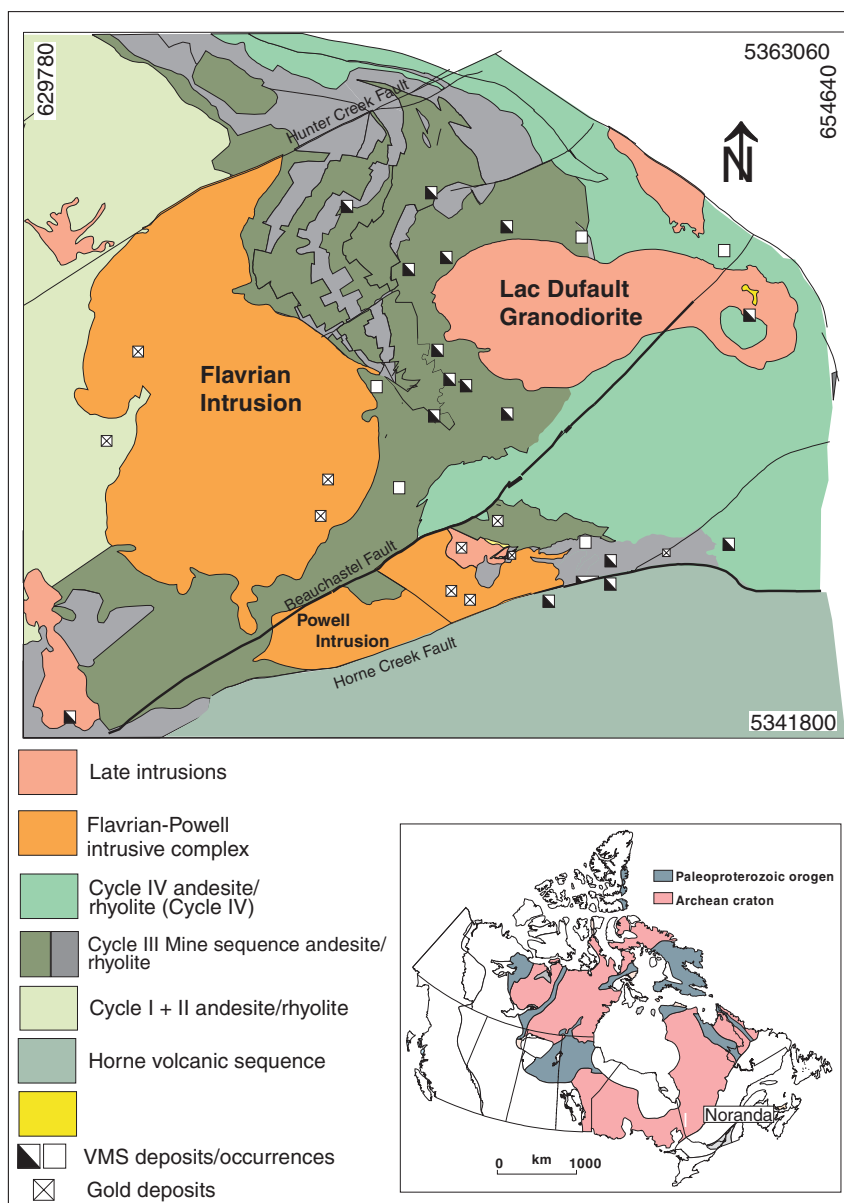 629780
5363060
654640
Hunter Creek Fault
N
Lac Dufault
Granodiorite
Flavrian
Intrusion
Beauchastel Fault
Powell
Intrusion
Horne Creek Fault
5341800
Late intrusions
Flavrian-Powell
intrusive complex
Cycle IV andesite/
rhyolite (Cycle IV)
Cycle III Mine sequence andesite/
rhyolite
Cycle I + II andesite/rhyolite
Horne volcanic sequence
VMS deposits/occurrences
Gold deposits
Paleoproterozoic orogen
Archean craton
Noranda
km
0 1000